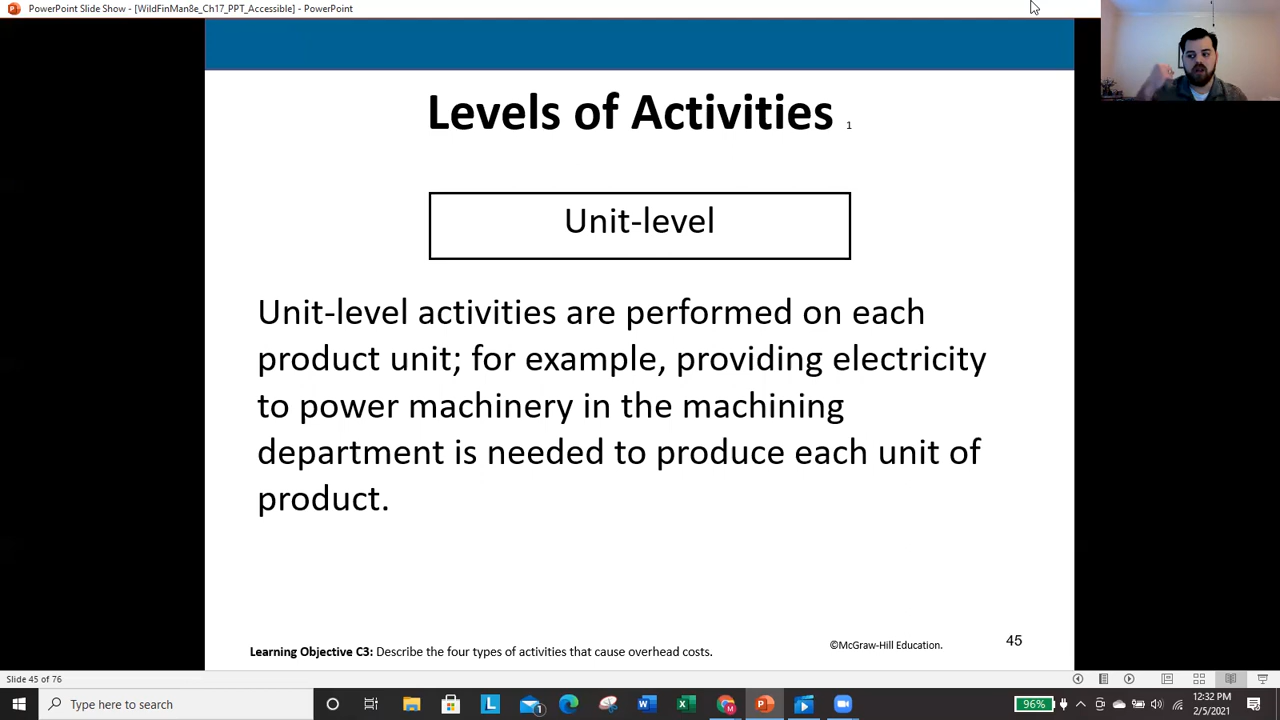 PowerPoint Slide Show - [WildFinMan8e_Ch17_PPT_Accessible] - PowerPoint
Levels of Activities 1
Unit-level
Unit-level activities are performed on each
product unit; for example, providing electricity
to power machinery in the machining
department is needed to produce each unit of
product.
Learning Objective C3: Describe the four types of activities that cause overhead costs.
©McGraw-Hill Education.
45
Slide 45 of 76
Type here to search
96%
12:32 PM
2/5/2021